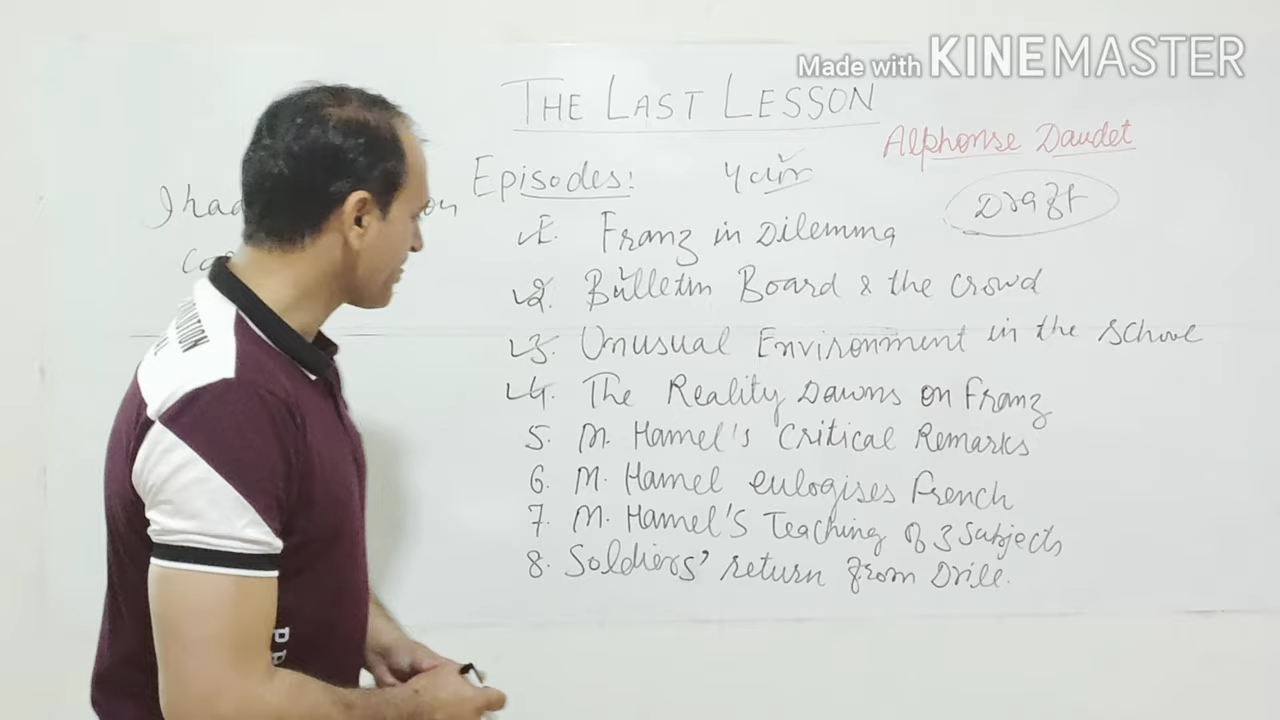 Made with KINEMASTER
THE LAST LESSON
Alphonse Daudet
Episodes:
Draft
1. Franz in Dilemma
2. Bulletin Board & the crowd
3. Unusual Environment in the school
4. The Reality Dawns on Franz
5. M. Hamel's Critical Remarks
6. M. Hamel eulogises French
7. M. Hamel's Teaching of 3 Subjects
8. Soldiers' return from Drill.
I had